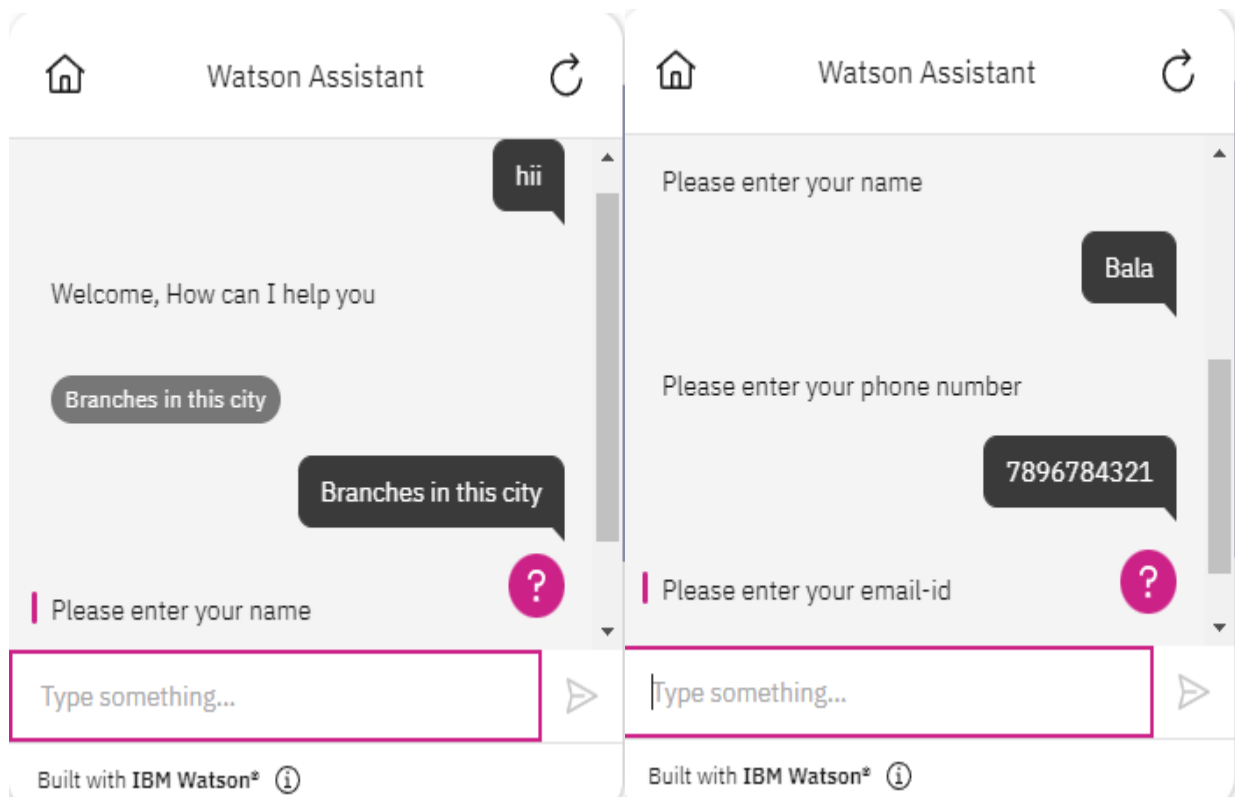 Watson Assistant
hii
Welcome, How can I help you
Branches in this city
Branches in this city
?
Please enter your name
Type something...
Built with IBM Watson®
Watson Assistant
Please enter your name
Bala
Please enter your phone number
7896784321
?
Please enter your email-id
Type something...
Built with IBM Watson®